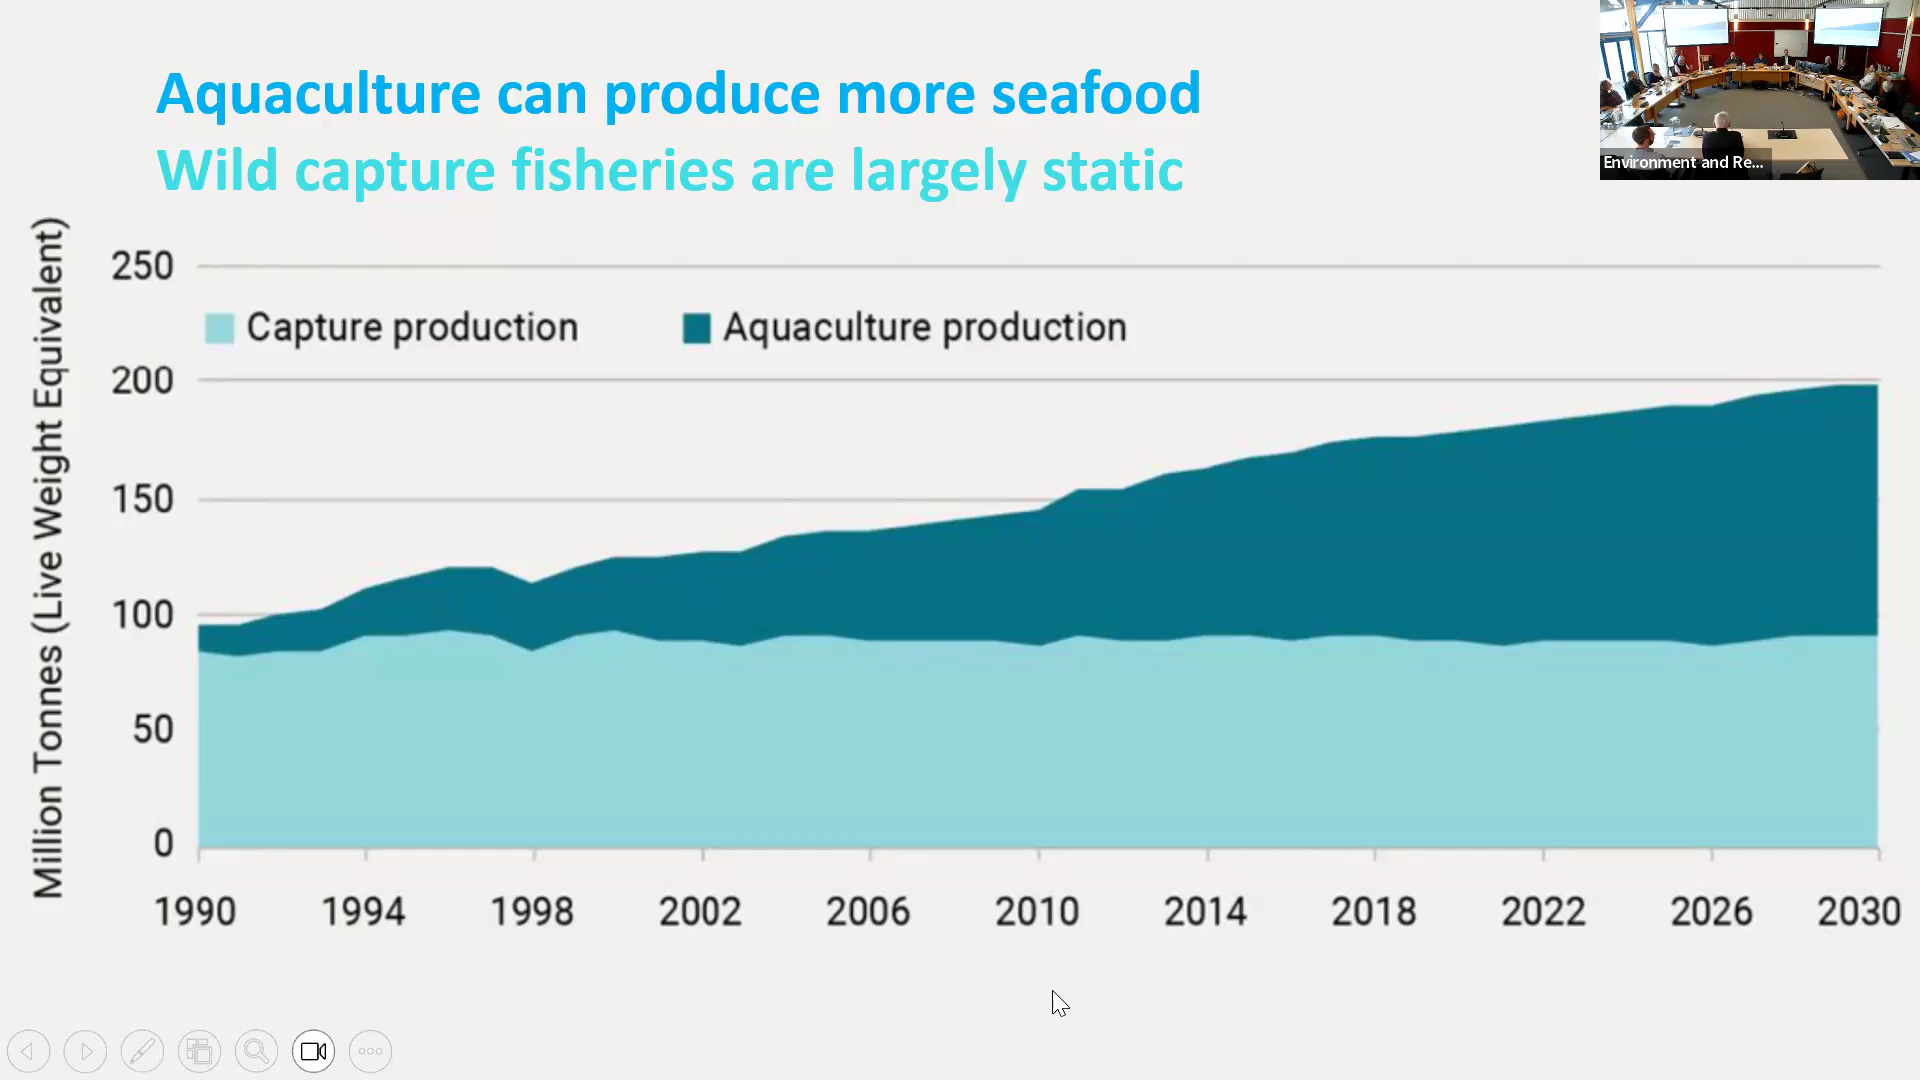 Aquaculture can produce more seafood
Wild capture fisheries are largely static
Environment and Re...
Million Tonnes (Live Weight Equivalent)
250
Capture production
Aquaculture production
200
150
100
50
0
1990
1994
1998
2002
2006
2010
2014
2018
2022
2026
2030